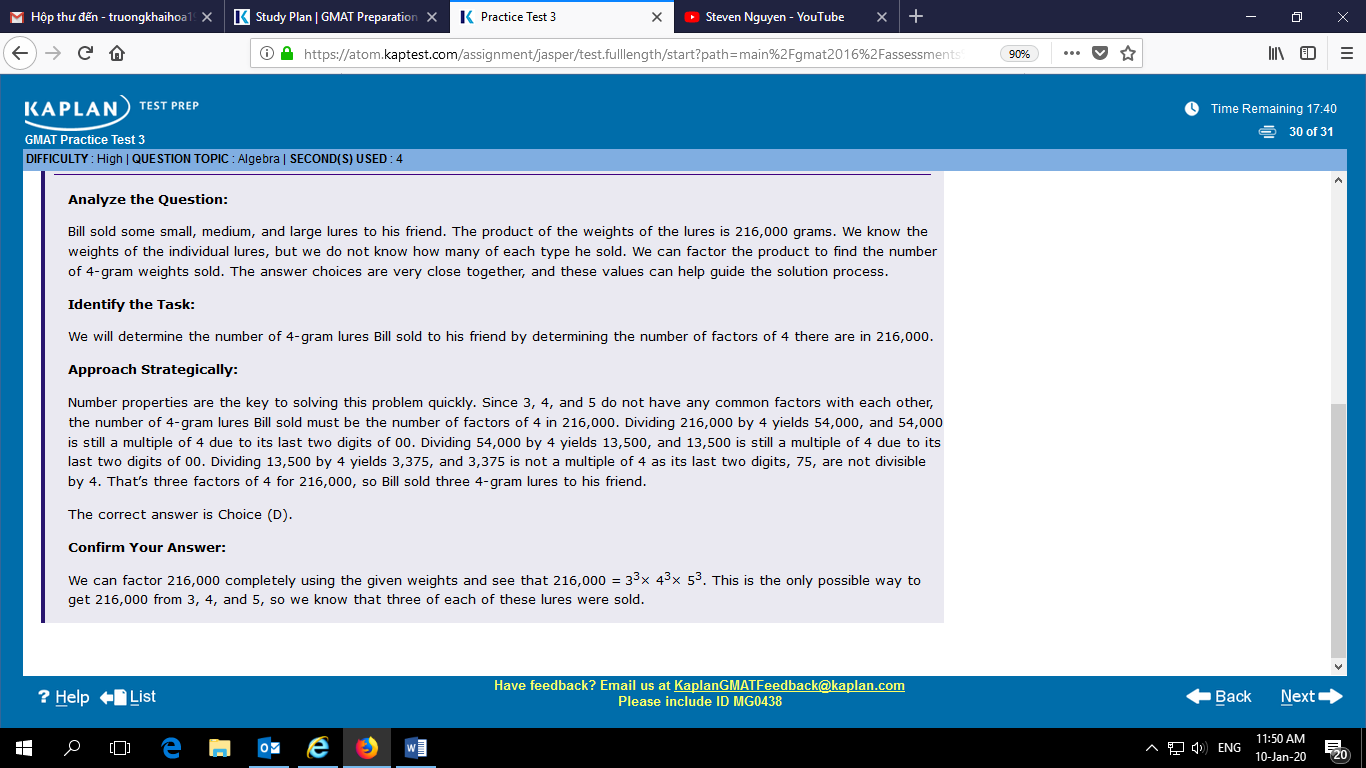 Hộp thư đến - truongkhaihoa1
Study Plan | GMAT Preparation
Practice Test 3
Steven Nguyen - YouTube
https://atom.kaptest.com/assignment/jasper/test.fulllength/start?path=main%2Fgmat2016%2Fassessments
90%
KAPLAN TEST PREP
GMAT Practice Test 3
Time Remaining 17:40
30 of 31
DIFFICULTY : High | QUESTION TOPIC : Algebra | SECOND(S) USED : 4
Analyze the Question:
Bill sold some small, medium, and large lures to his friend. The product of the weights of the lures is 216,000 grams. We know the
weights of the individual lures, but we do not know how many of each type he sold. We can factor the product to find the number
of 4-gram weights sold. The answer choices are very close together, and these values can help guide the solution process.
Identify the Task:
We will determine the number of 4-gram lures Bill sold to his friend by determining the number of factors of 4 there are in 216,000.
Approach Strategically:
Number properties are the key to solving this problem quickly. Since 3, 4, and 5 do not have any common factors with each other,
the number of 4-gram lures Bill sold must be the number of factors of 4 in 216,000. Dividing 216,000 by 4 yields 54,000, and 54,000
is still a multiple of 4 due to its last two digits of 00. Dividing 54,000 by 4 yields 13,500, and 13,500 is still a multiple of 4 due to its
last two digits of 00. Dividing 13,500 by 4 yields 3,375, and 3,375 is not a multiple of 4 as its last two digits, 75, are not divisible
by 4. That's three factors of 4 for 216,000, so Bill sold three 4-gram lures to his friend.
The correct answer is Choice (D).
Confirm Your Answer:
We can factor 216,000 completely using the given weights and see that 216,000 = 3³× 4³× 5³. This is the only possible way to
get 216,000 from 3, 4, and 5, so we know that three of each of these lures were sold.
? Help
List
Have feedback? Email us at KaplanGMATFeedback@kaplan.com
Please include ID MG0438
Back
Next
ENG
11:50 AM
10-Jan-20
20